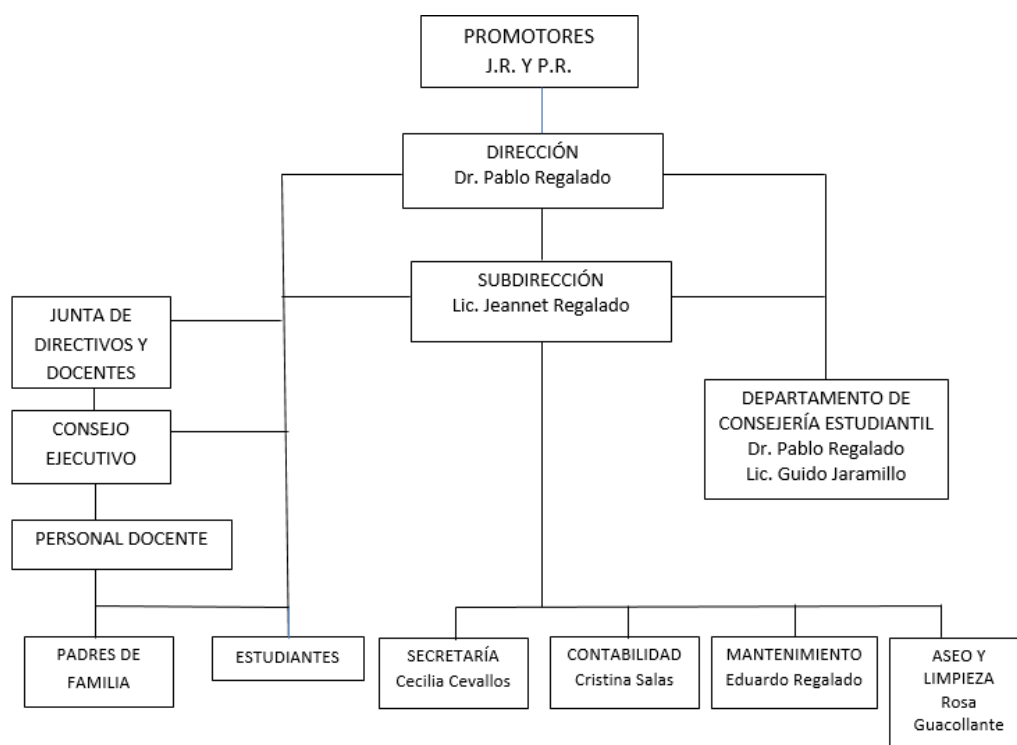 PROMOTORES
J.R. Y P.R.
DIRECCIÓN
Dr. Pablo Regalado
SUBDIRECCIÓN
Lic. Jeannet Regalado
JUNTA DE
DIRECTIVOS Y
DOCENTES
CONSEJO
EJECUTIVO
PERSONAL DOCENTE
DEPARTAMENTO DE
CONSEJERÍA ESTUDIANTIL
Dr. Pablo Regalado
Lic. Guido Jaramillo
PADRES DE
FAMILIA
ESTUDIANTES
SECRETARÍA
Cecilia Cevallos
CONTABILIDAD
Cristina Salas
MANTENIMIENTO
Eduardo Regalado
ASEO Y
LIMPIEZA
Rosa
Guacollante